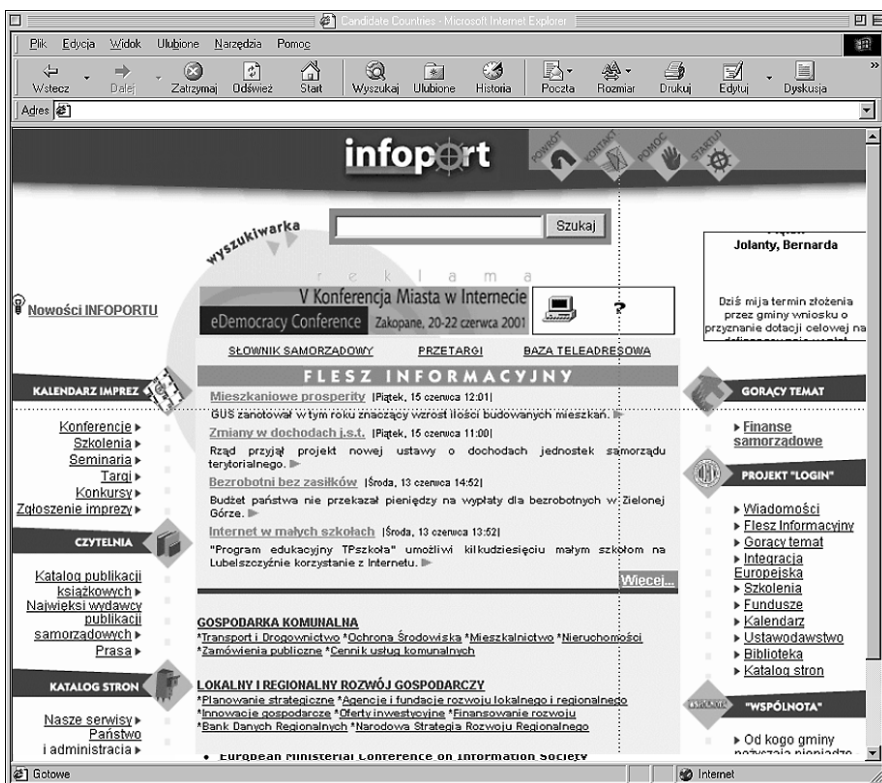 Candidate Countries - Microsoft Internet Explorer
Plik Edycja Widok Ulubione Narzędzia Pomoc
Wstecz Dalej Zatrzymaj Odśwież Start Wyszukaj Ulubione Historia Poczta Rozmiar Drukuj Edytuj Dyskusja
Adres
infoport
POWRÓT KONTAKT POMOC STARTUJ
wyszukiwarka
Szukaj
Jolanty, Bernarda
Dziś mija termin złożenia
przez gminy wniosku o
przyznanie dotacji celowej na
reklama
V Konferencja Miasta w Internecie
eDemocracy Conference Zakopane, 20-22 czerwca 2001
?
Nowości INFOPORTU
SŁOWNIK SAMORZĄDOWY PRZETARGI BAZA TELEADRESOWA
FLESZ INFORMACYJNY
Mieszkaniowe prosperity |Piątek, 15 czerwca 12:01|
GUS zanotował w tym roku znaczący wzrost ilości budowanych mieszkań.
Zmiany w dochodach j.s.t. |Piątek, 15 czerwca 11:00|
Rząd przyjął projekt nowej ustawy o dochodach jednostek samorządu
terytorialnego.
Bezrobotni bez zasiłków |Środa, 13 czerwca 14:52|
Budżet państwa nie przekazał pieniędzy na wypłaty dla bezrobotnych w Zielonej
Górze.
Internet w małych szkołach |Środa, 13 czerwca 13:52|
"Program edukacyjny TPszkoła" umożliwi kilkudziesięciu małym szkołom na
Lubelszczyźnie korzystanie z Internetu.
Więcej...
KALENDARZ IMPREZ
Konferencje
Szkolenia
Seminaria
Targi
Konkursy
Zgłoszenie imprezy
CZYTELNIA
Katalog publikacji
książkowych
Najwięksi wydawcy
publikacji
samorządowych
Prasa
KATALOG STRON
Nasze serwisy
Państwo
i administracja
GOSPODARKA KOMUNALNA
*Transport i Drogownictwo *Ochrona Środowiska *Mieszkalnictwo *Nieruchomości
*Zamówienia publiczne *Cennik usług komunalnych
LOKALNY I REGIONALNY ROZWÓJ GOSPODARCZY
*Planowanie strategiczne *Agencje i fundacje rozwoju lokalnego i regionalnego
*Innowacje gospodarcze *Oferty inwestycyjne *Finansowanie rozwoju
*Bank Danych Regionalnych *Narodowa Strategia Rozwoju Regionalnego
European Ministerial Conference on Information Society
GORĄCY TEMAT
Finanse
samorządowe
PROJEKT "LOGIN"
Wiadomości
Flesz Informacyjny
Gorący temat
Integracja
Europejska
Szkolenia
Fundusze
Kalendarz
Ustawodawstwo
Biblioteka
Katalog stron
"WSPÓLNOTA"
Od kogo gminy
pożyczają pieniądze
Gotowe
Internet